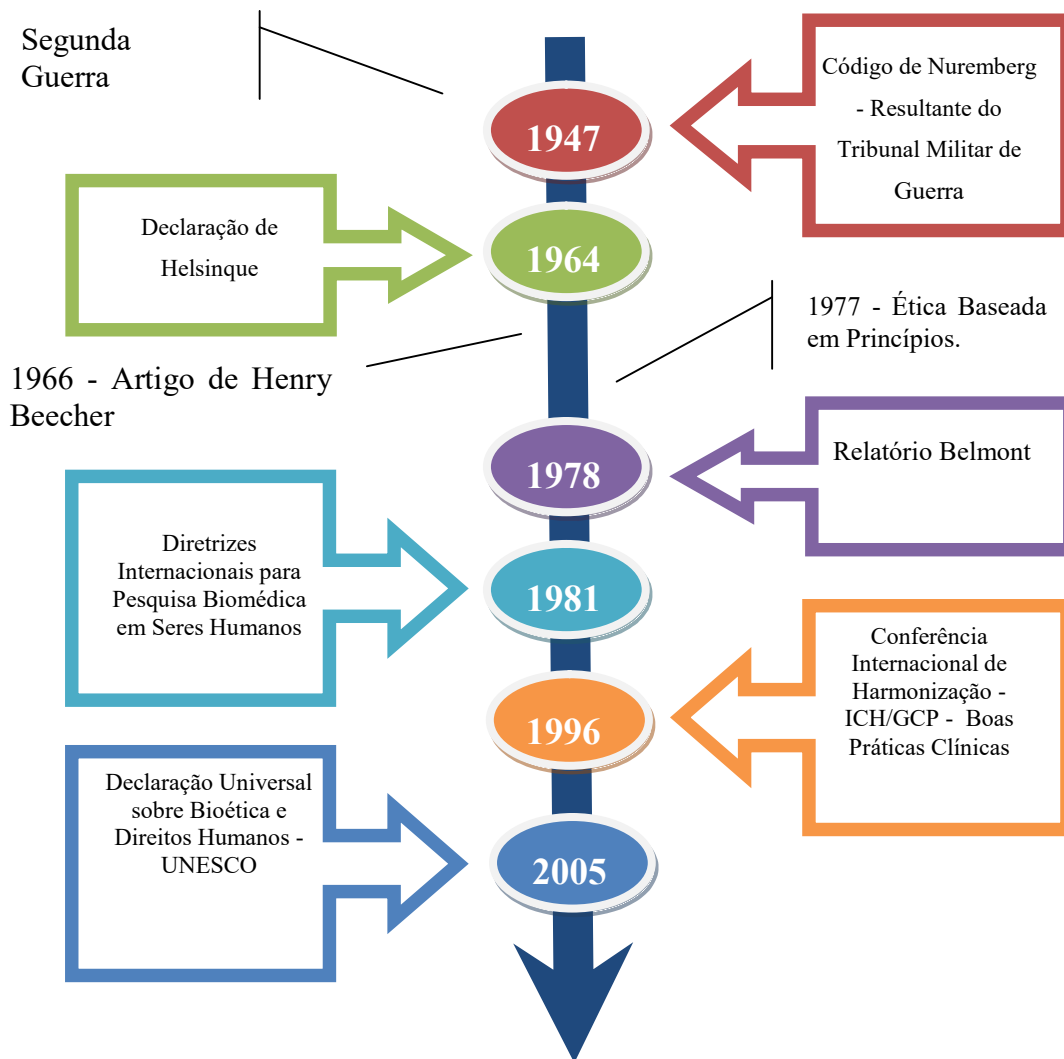 Segunda
Guerra
Código de Nuremberg
- Resultante do
Tribunal Militar de
Guerra
1947
Declaração de
Helsinque
1964
1966 - Artigo de Henry
Beecher
1977 - Ética Baseada
em Princípios.
1978
Relatório Belmont
Diretrizes
Internacionais para
Pesquisa Biomédica
em Seres Humanos
1981
Conferência
Internacional de
Harmonização -
ICH/GCP - Boas
Práticas Clínicas
1996
Declaração Universal
sobre Bioética e
Direitos Humanos -
UNESCO
2005